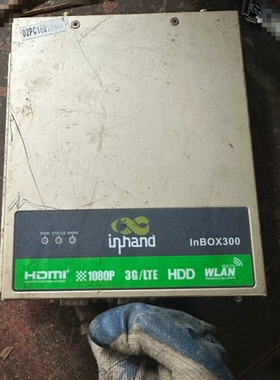 PWR STATUS WARN
inhand
InBOX300
HDMI 1080P 3G/LTE HDD WLAN